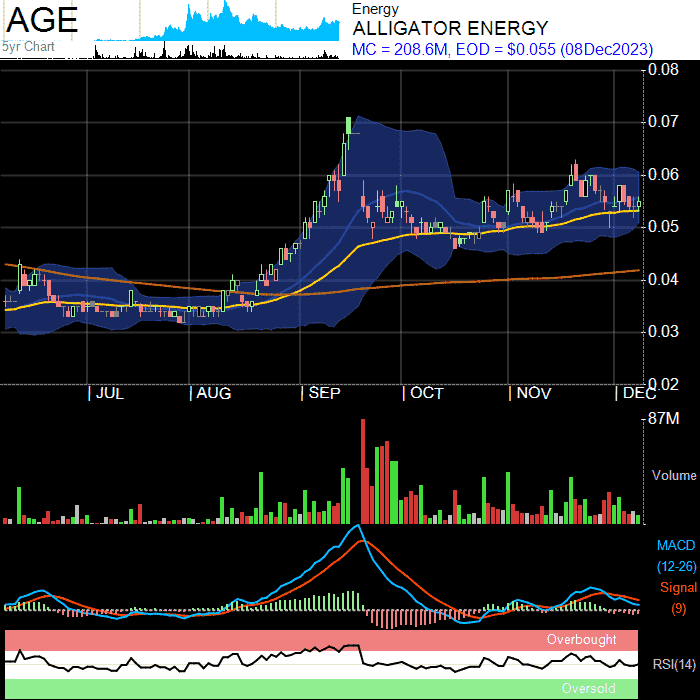 AGE
5yr Chart
Energy
ALLIGATOR ENERGY
MC = 208.6M, EOD = $0.055 (08Dec2023)
0.08
0.07
0.06
0.05
0.04
0.03
0.02
JUL AUG SEP OCT NOV DEC
87M
Volume
MACD
(12-26)
Signal
(9)
Overbought
RSI(14)
Oversold